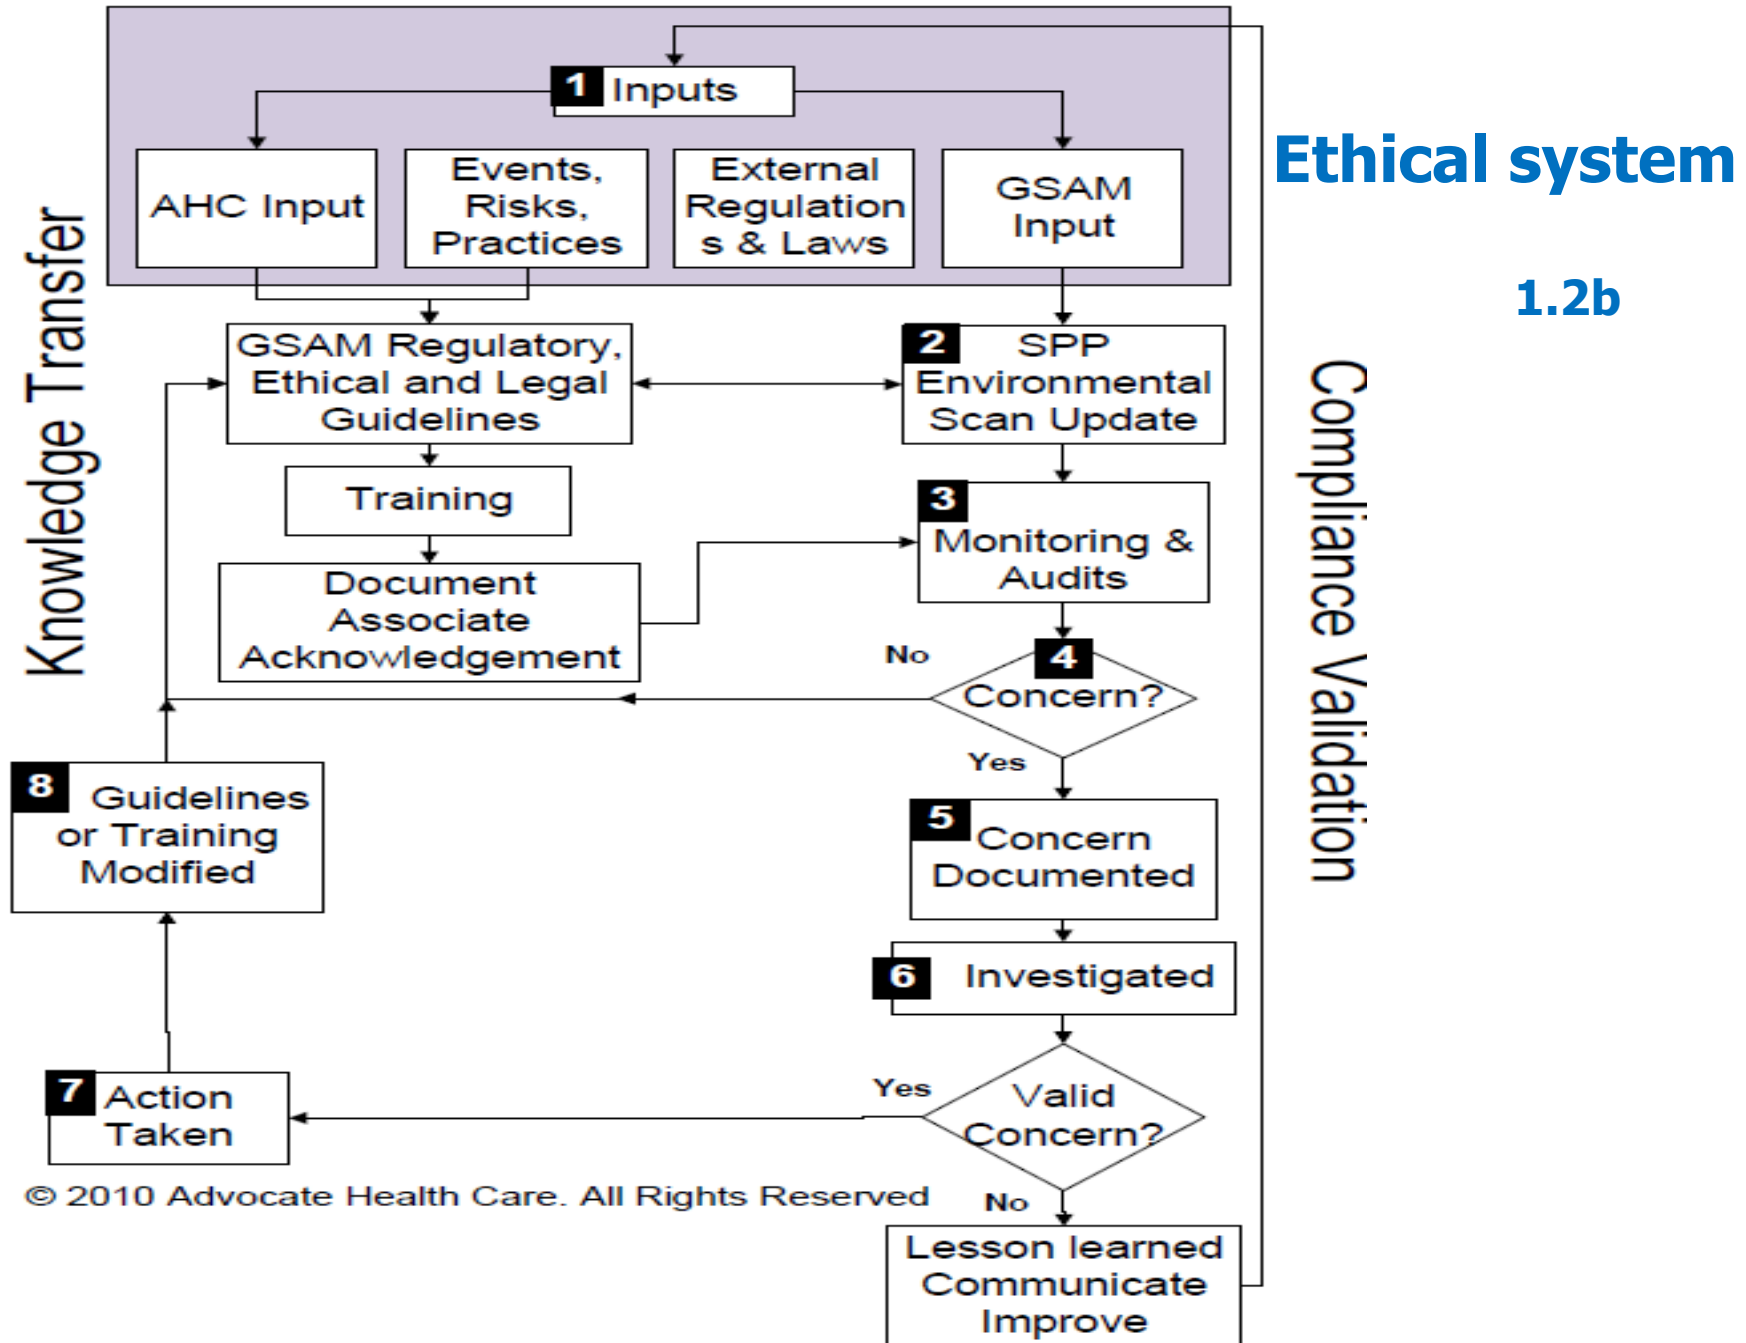 1 Inputs
AHC Input
Events,
Risks,
Practices
External
Regulation
s & Laws
GSAM
Input
Ethical system
1.2b
Knowledge Transfer
Compliance Validation
GSAM Regulatory,
Ethical and Legal
Guidelines
2 SPP
Environmental
Scan Update
Training
3
Monitoring &
Audits
Document
Associate
Acknowledgement
No
4
Concern?
Yes
8 Guidelines
or Training
Modified
5 Concern
Documented
6 Investigated
7 Action
Taken
Yes
Valid
Concern?
© 2010 Advocate Health Care. All Rights Reserved
No
Lesson learned
Communicate
Improve